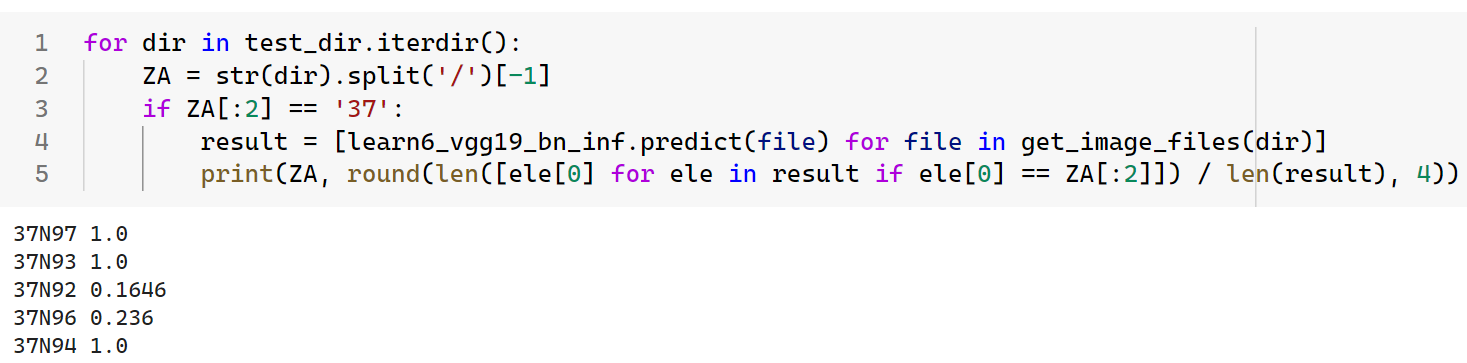 1 for dir in test_dir.iterdir():
2 ZA = str(dir).split('/')[-1]
3 if ZA[:2] == '37':
4 result = [learn6_vgg19_bn_inf.predict(file) for file in get_image_files(dir)]
5 print(ZA, round(len([ele[0] for ele in result if ele[0] == ZA[:2]]) / len(result), 4))
37N97 1.0
37N93 1.0
37N92 0.1646
37N96 0.236
37N94 1.0